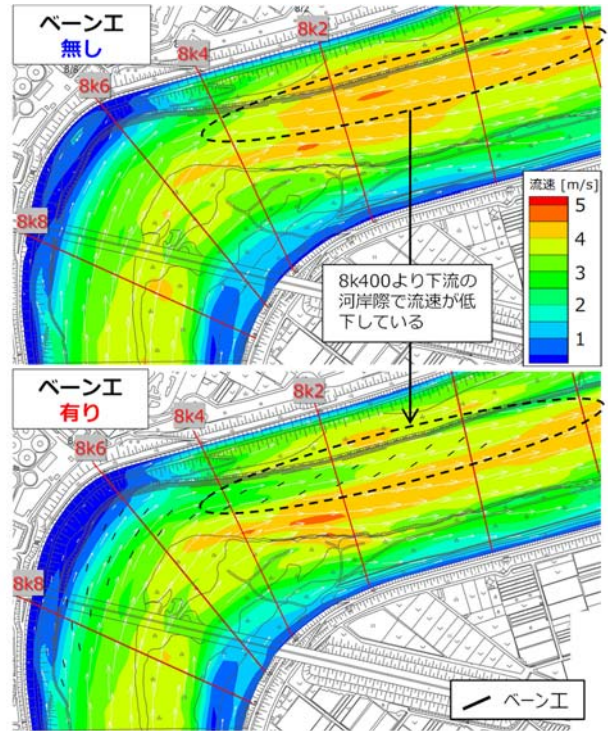 ベーン工
無し
8k2
8k4
8k6
8k8
流速 [m/s]
5
4
3
2
1
8k400より下流の
河岸際で流速が低
下している
ベーン工
有り
8k2
8k4
8k6
8k8
ベーン工